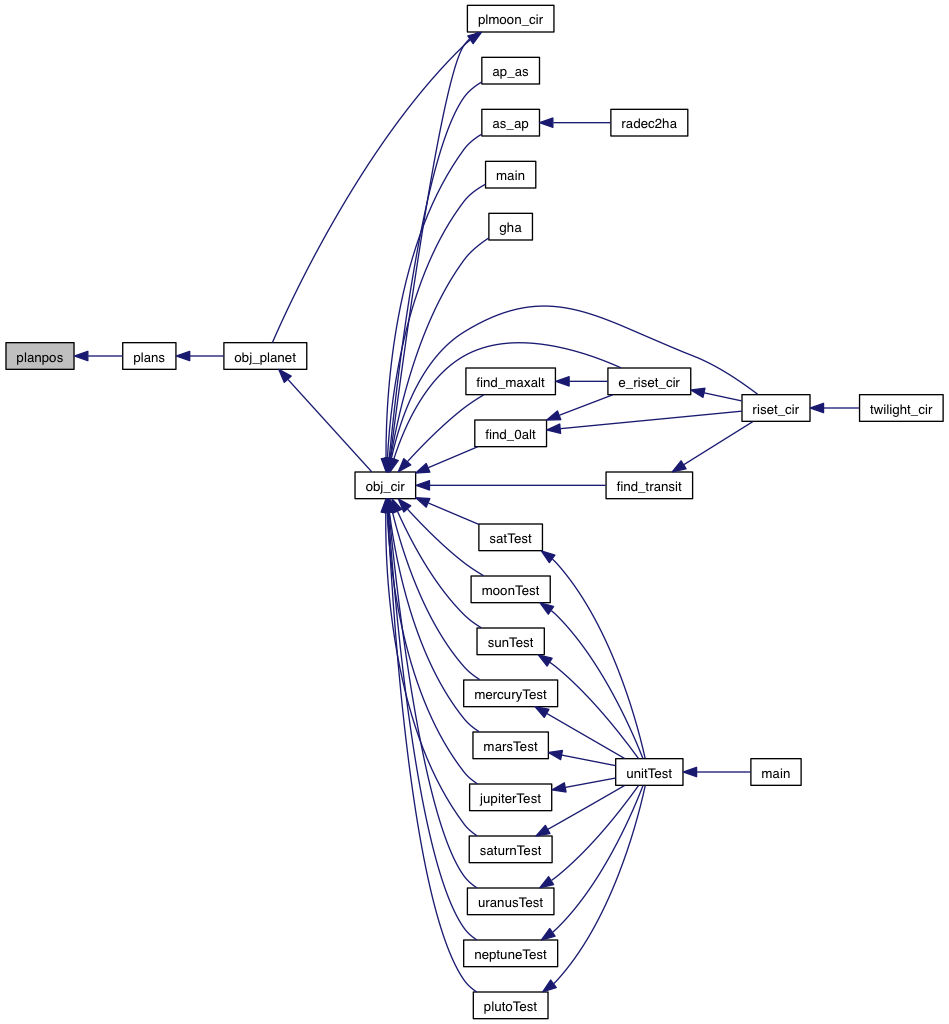 plmoon_cir
ap_as
as_ap
radec2ha
main
gha
planpos
plans
obj_planet
find_maxalt
e_riset_cir
riset_cir
twilight_cir
find_0alt
obj_cir
find_transit
satTest
moonTest
sunTest
mercuryTest
marsTest
unitTest
main
jupiterTest
saturnTest
uranusTest
neptuneTest
plutoTest